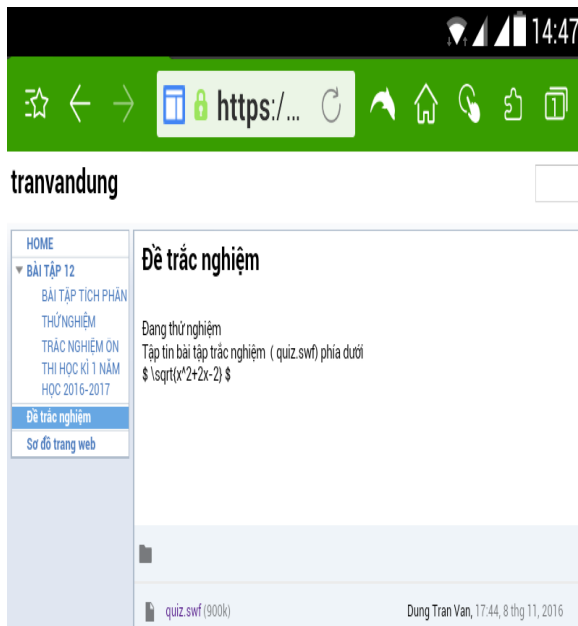 14:47
https:/...
1
tranvandung
HOME
BÀI TẬP 12
BÀI TẬP TÍCH PHÂN
THỬ NGHIỆM
TRẮC NGHIỆM ÔN
THI HỌC KÌ 1 NĂM
HỌC 2016-2017
Đề trắc nghiệm
Sơ đồ trang web
Đề trắc nghiệm
Đang thử nghiệm
Tập tin bài tập trắc nghiệm ( quiz.swf) phía dưới
$ \sqrt{x^2+2x-2} $
quiz.swf (900k)
Dung Tran Van, 17:44, 8 thg 11, 2016